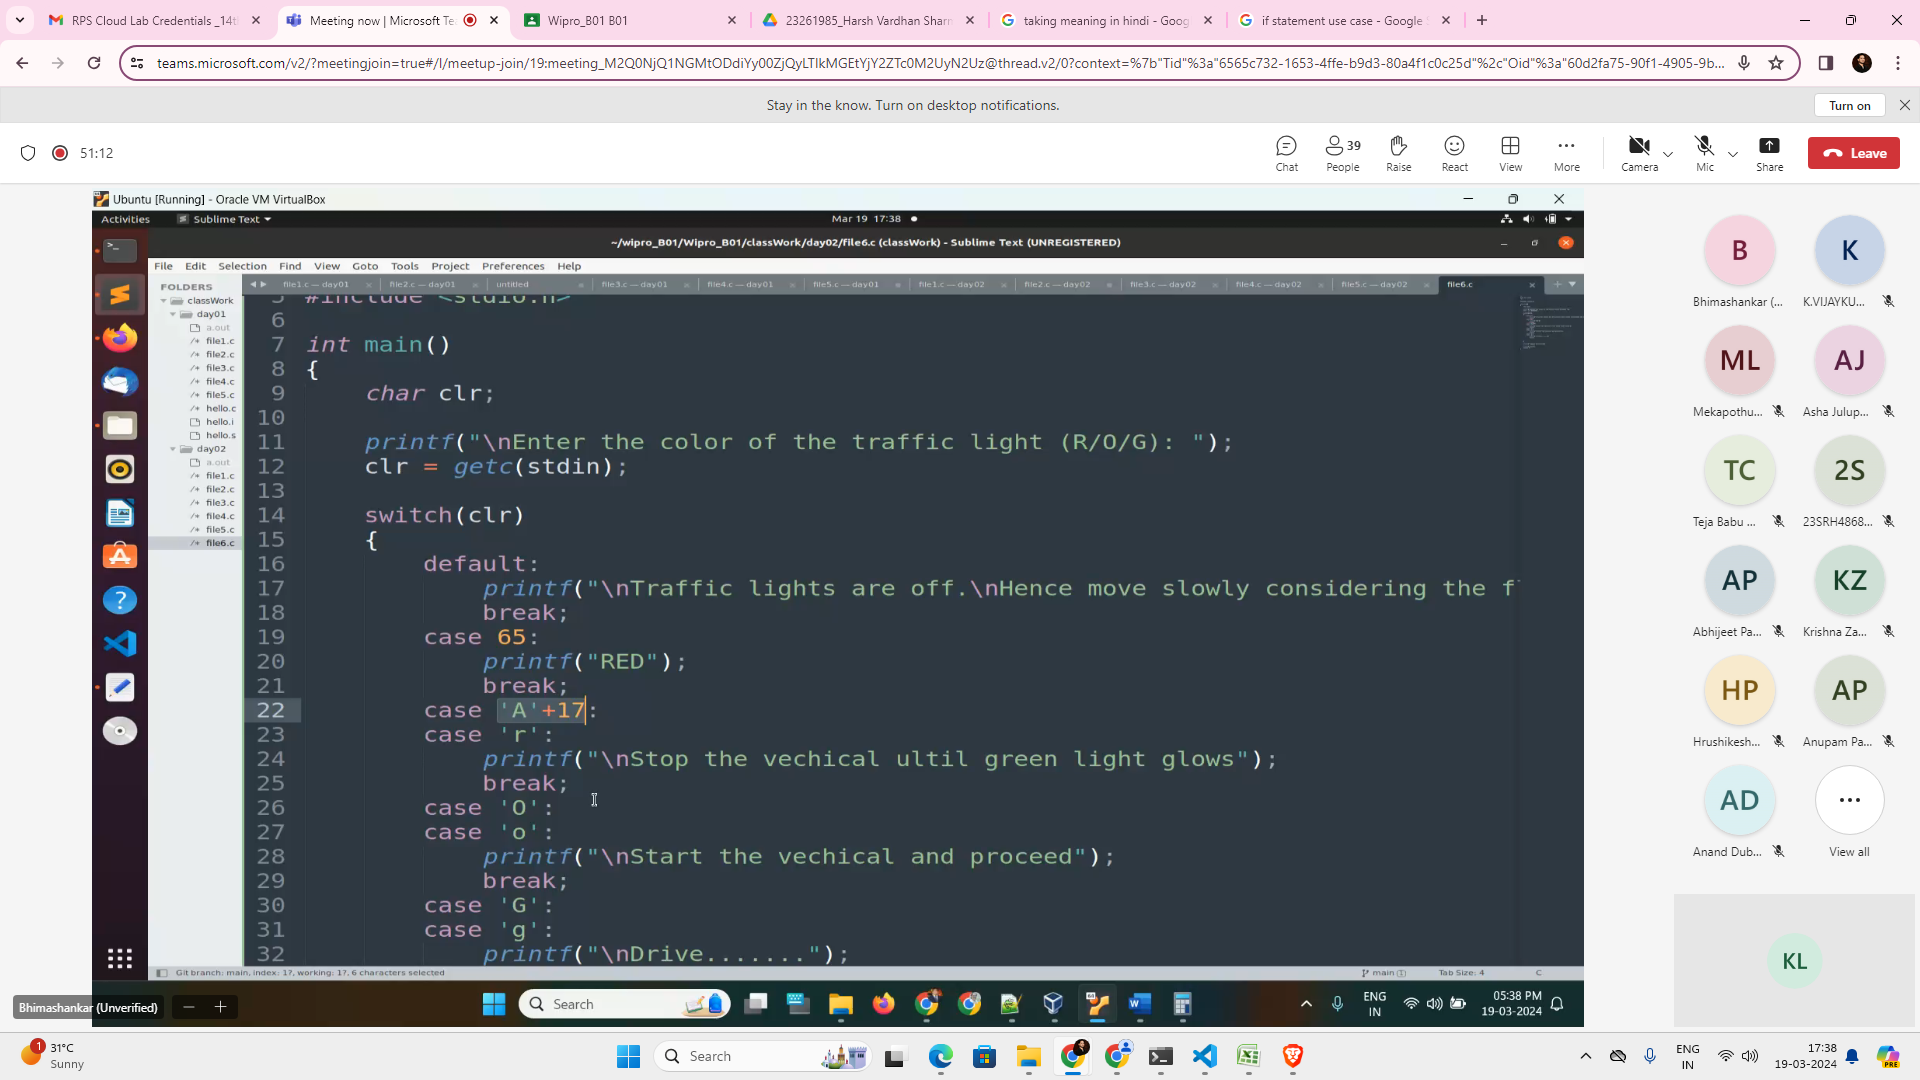 RPS Cloud Lab Credentials _14th
Meeting now | Microsoft Te
Wipro_B01 B01
23261985_Harsh Vardhan Sharm
taking meaning in hindi - Goog
if statement use case - Google S
teams.microsoft.com/v2/?meetingjoin=true#/l/meetup-join/19:meeting_M2Q0NjQ1NGMtODdiYy00ZjQyLTlkMGEtYjY2ZTc0M2UyN2Uz@thread.v2/0?context=%7b"Tid"%3a"6565c732-1653-4ffe-b9d3-80a4f1c0c25d"%2c"Oid"%3a"60d2fa75-90f1-4905-9b...
Stay in the know. Turn on desktop notifications.
Turn on
51:12
Chat
39
People
Raise
React
View
More
Camera
Mic
Share
Leave
Ubuntu [Running] - Oracle VM VirtualBox
Activities
Sublime Text
Mar 19 17:38
~/wipro_B01/Wipro_B01/classWork/day02/file6.c (classWork) - Sublime Text (UNREGISTERED)
File Edit Selection Find View Goto Tools Project Preferences Help
FOLDERS
classWork
day01
a.out
file1.c
file2.c
file3.c
file4.c
file5.c
hello.c
hello.i
hello.s
day02
a.out
file1.c
file2.c
file3.c
file4.c
file5.c
file6.c
file1.c — day01
file2.c — day01
untitled
file3.c — day01
file4.c — day01
file5.c — day01
file1.c — day02
file2.c — day02
file3.c — day02
file4.c — day02
file5.c — day02
file6.c
5 #include <stdio.h>
6
7 int main()
8 {
9 char clr;
10
11 printf("\nEnter the color of the traffic light (R/O/G): ");
12 clr = getc(stdin);
13
14 switch(clr)
15 {
16 default:
17 printf("\nTraffic lights are off.\nHence move slowly considering the f
18 break;
19 case 65:
20 printf("RED");
21 break;
22 case 'A'+17:
23 case 'r':
24 printf("\nStop the vechical ultil green light glows");
25 break;
26 case 'O':
27 case 'o':
28 printf("\nStart the vechical and proceed");
29 break;
30 case 'G':
31 case 'g':
32 printf("\nDrive.......");
Git branch: main, index: 17, working: 17, 6 characters selected
main
Tab Size: 4
C
Bhimashankar (Unverified)
Search
ENG
IN
05:38 PM
19-03-2024
B
Bhimashankar (...
K
K.VIJAYKU...
ML
Mekapothu...
AJ
Asha Julup...
TC
Teja Babu ...
2S
23SRH4868...
AP
Abhijeet Pa...
KZ
Krishna Za...
HP
Hrushikesh...
AP
Anupam Pa...
AD
Anand Dub...
View all
KL
1
31°C
Sunny
Search
ENG
IN
17:38
19-03-2024
PRE